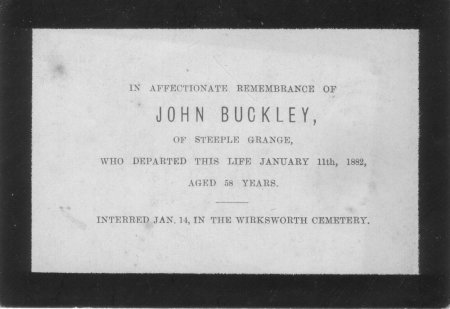 IN AFFECTIONATE REMEMBRANCE OF
JOHN BUCKLEY,
OF STEEPLE GRANGE,
WHO DEPARTED THIS LIFE JANUARY 11th, 1882,
AGED 58 YEARS.
INTERRED JAN. 14, IN THE WIRKSWORTH CEMETERY.